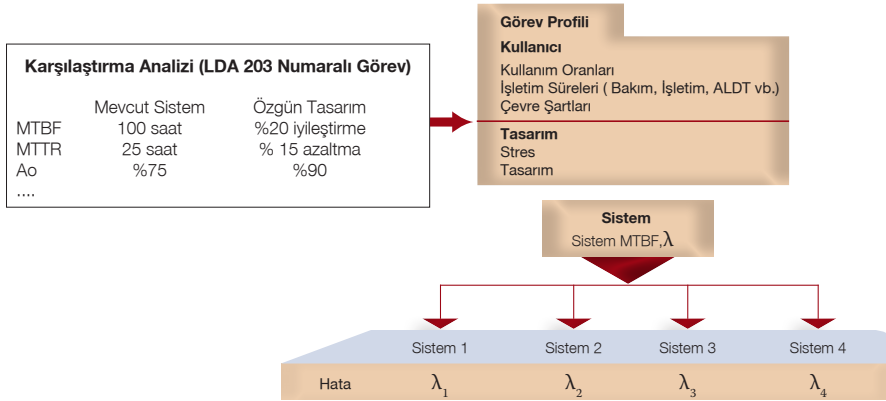 Karşılaştırma Analizi (LDA 203 Numaralı Görev)
Mevcut Sistem Özgün Tasarım
MTBF 100 saat %20 iyileştirme
MTTR 25 saat % 15 azaltma
Ao %75 %90
....
Görev Profili
Kullanıcı
Kullanım Oranları
İşletim Süreleri ( Bakım, İşletim, ALDT vb.)
Çevre Şartları
Tasarım
Stres
Tasarım
Sistem
Sistem MTBF,λ
Sistem 1 Sistem 2 Sistem 3 Sistem 4
Hata λ1 λ2 λ3 λ4